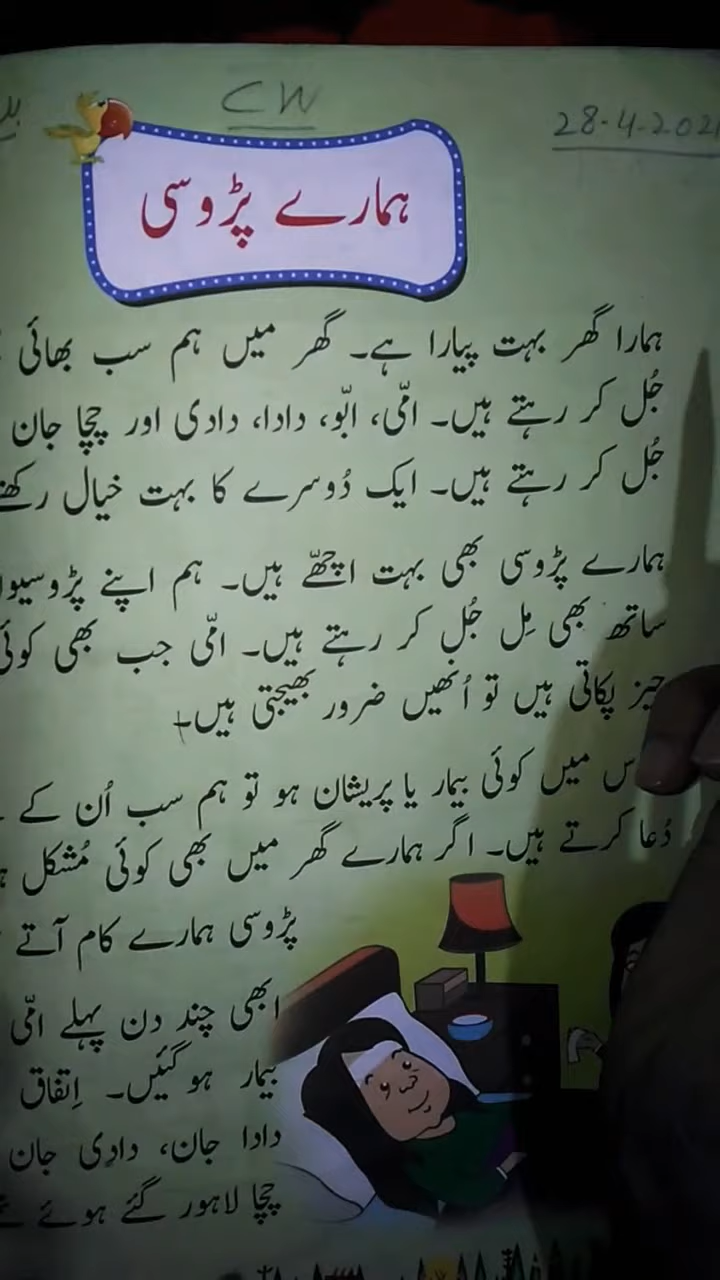 CW
28-4-202
ہمارے پڑوسی
ہمارا گھر بہت پیارا ہے۔ گھر میں ہم سب بھائی
جُل کر رہتے ہیں۔ امّی، ابّو، دادا، دادی اور چچا جان
جُل کر رہتے ہیں۔ ایک دُوسرے کا بہت خیال
ہمارے پڑوسی بھی بہت اچھّے ہیں۔ ہم اپنے
ساتھ بھی مِل جُل کر رہتے ہیں۔ امّی جب بھی کوئی
چیز پکاتی ہیں تو اُنھیں ضرور بھیجتی ہیں۔
میں کوئی بیمار یا پریشان ہو تو ہم سب اُن کے
دُعا کرتے ہیں۔ اگر ہمارے گھر میں بھی کوئی مُشکل
پڑوسی ہمارے کام آتے
ابھی چند دن پہلے امّی
بیمار ہو گئیں۔ اِتفاق
دادا جان، دادی جان
چچا لاہور گئے ہوئے